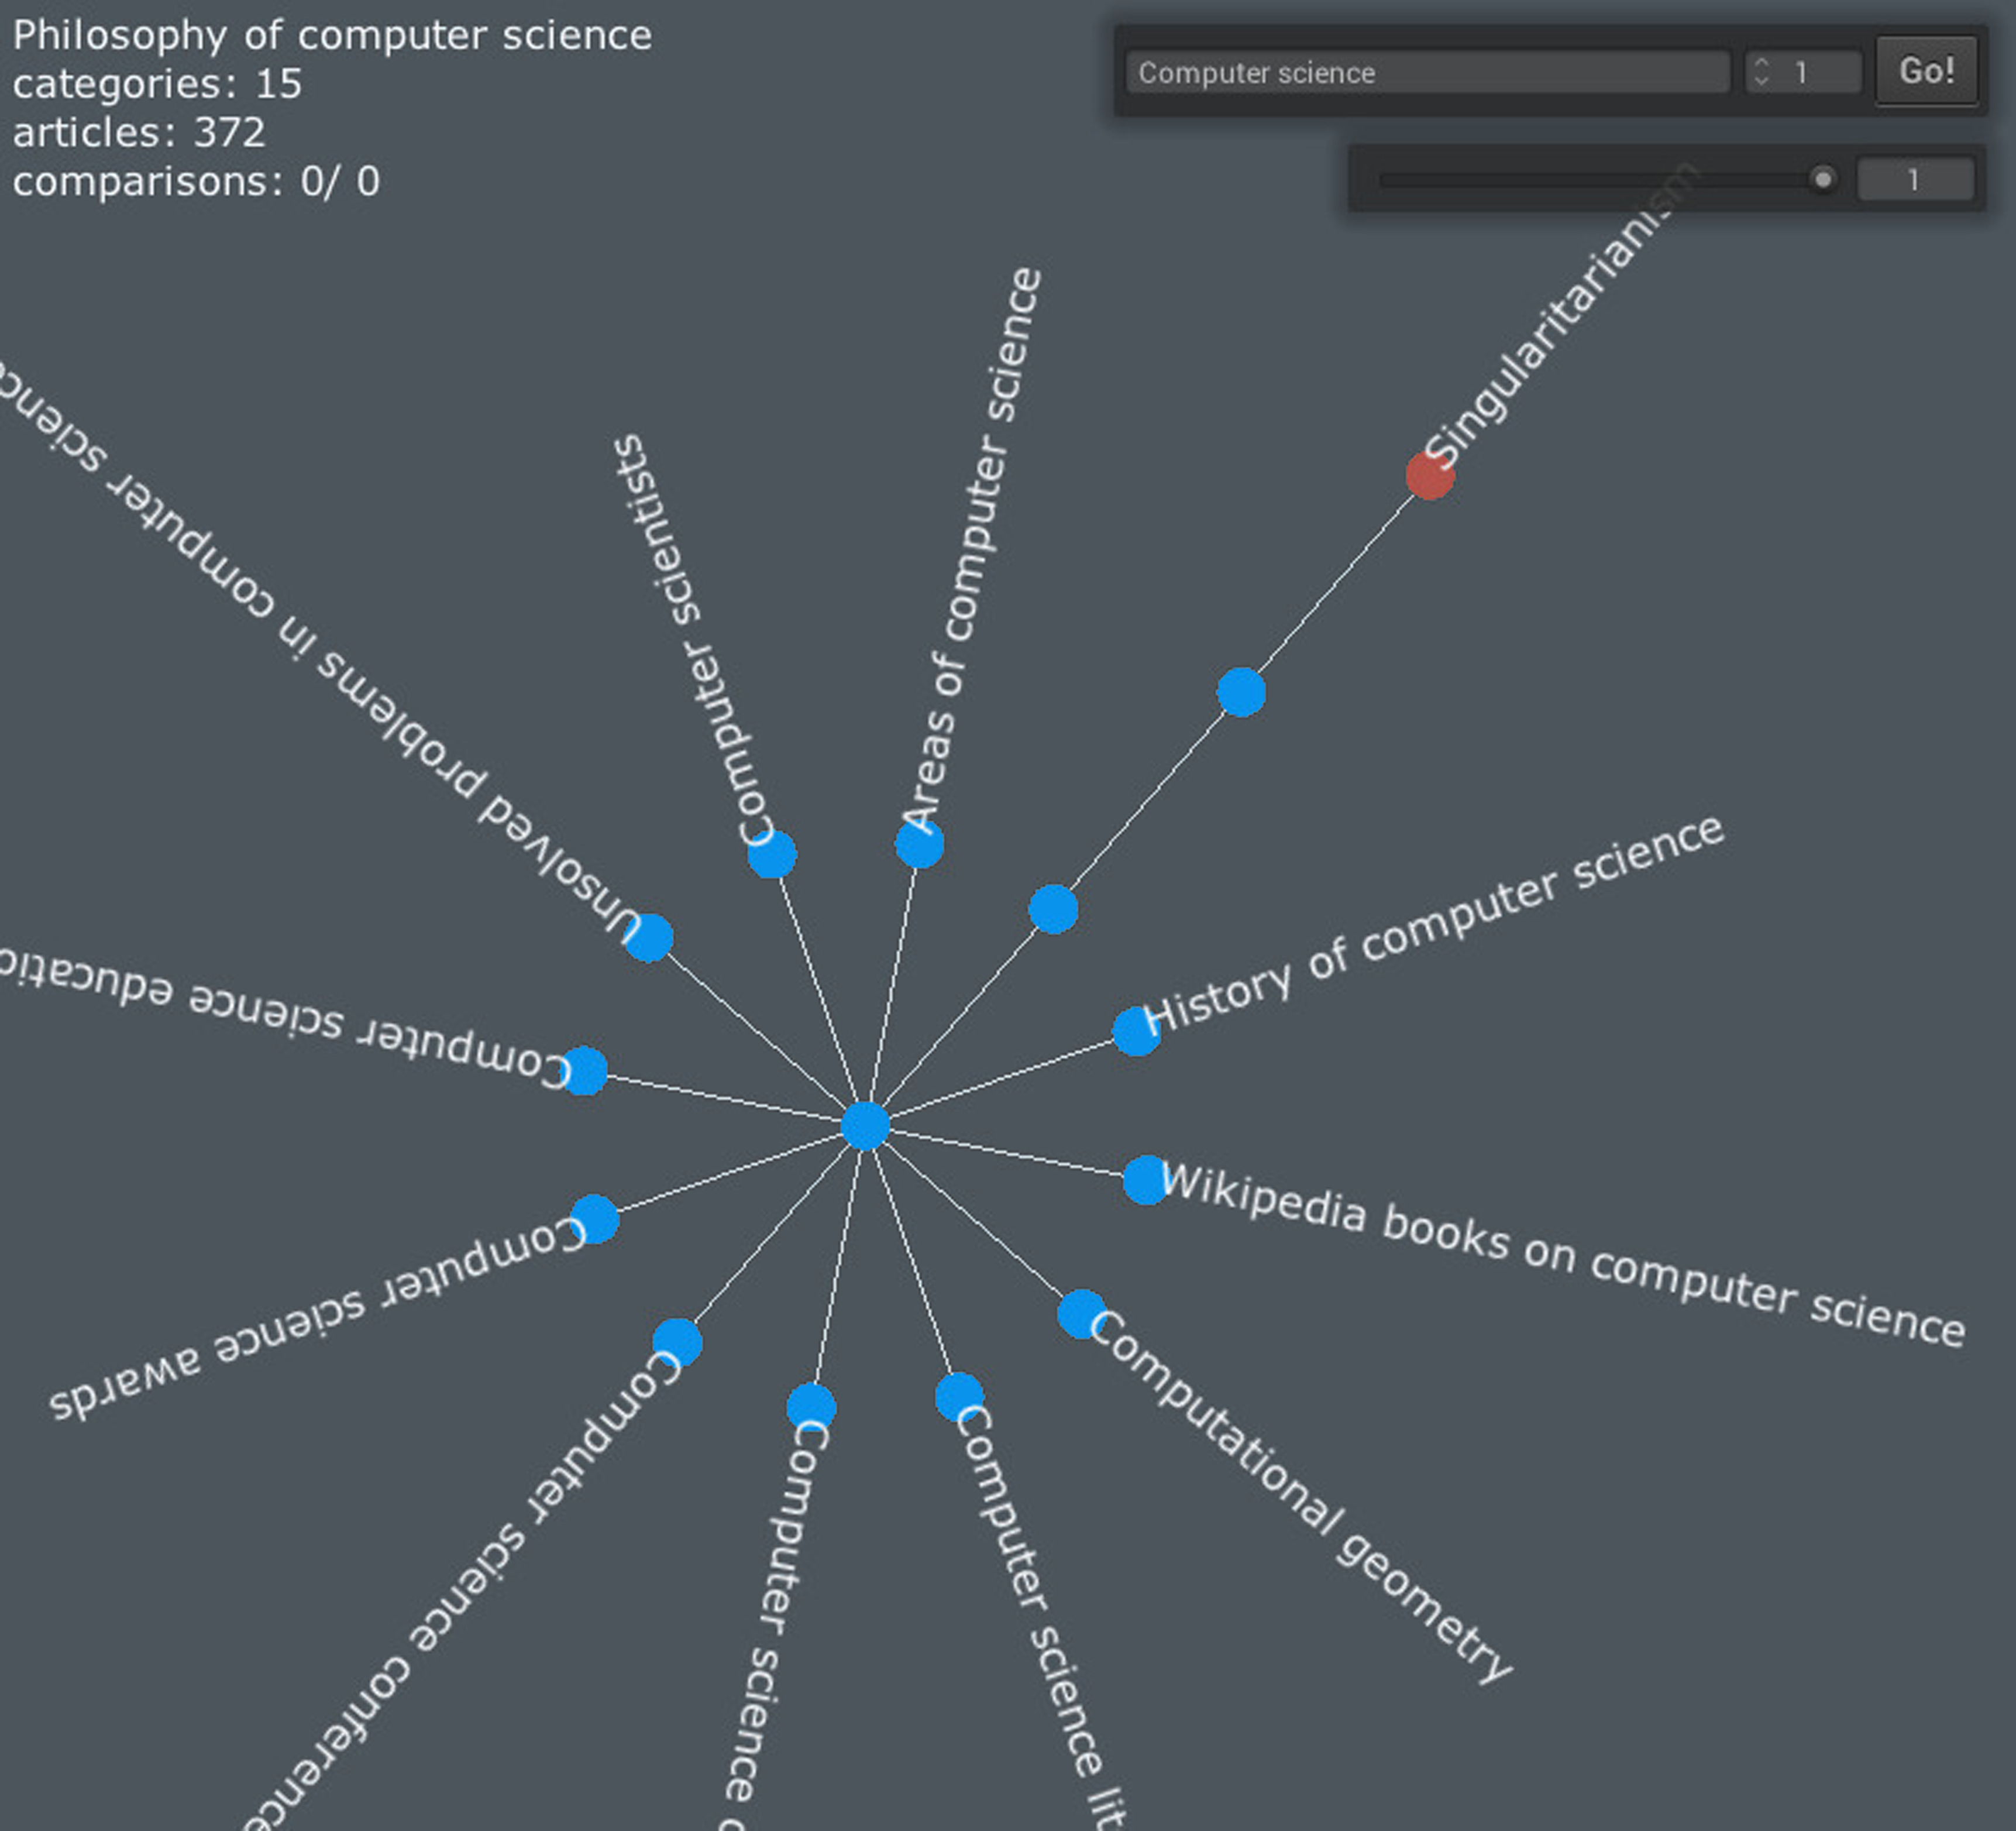 Philosophy of computer science
categories: 15
articles: 372
comparisons: 0/ 0
Computer science
1
Go!
1
Singularitarianism
Areas of computer science
Computer scientists
Unsolved problems in computer scienc
History of computer science
Computer science educatio
Wikipedia books on computer science
Computer science awards
Computational geometry
Computer science conference
Computer science
Computer science lit